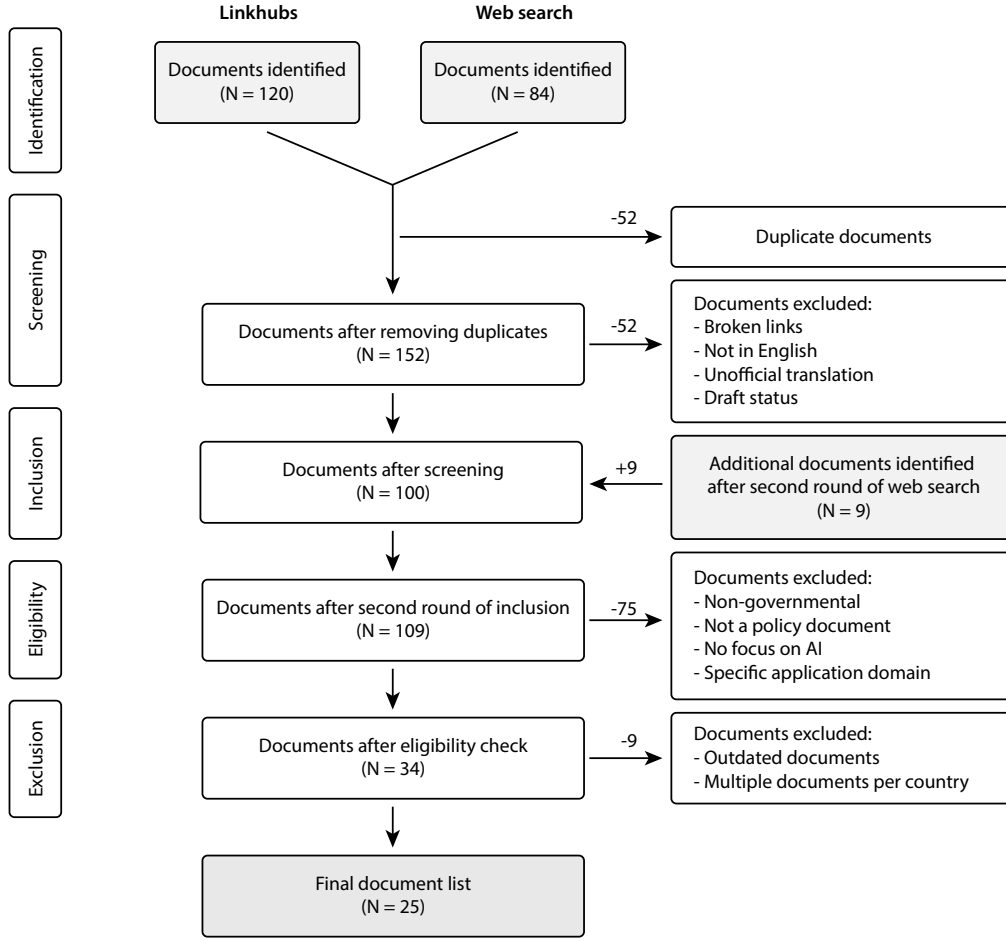 Linkhubs
Web search
Identification
Documents identified
(N = 120)
Documents identified
(N = 84)
Screening
-52
Duplicate documents
Documents after removing duplicates
(N = 152)
-52
Documents excluded:
- Broken links
- Not in English
- Unofficial translation
- Draft status
Inclusion
Documents after screening
(N = 100)
+9
Additional documents identified
after second round of web search
(N = 9)
Eligibility
Documents after second round of inclusion
(N = 109)
-75
Documents excluded:
- Non-governmental
- Not a policy document
- No focus on AI
- Specific application domain
Exclusion
Documents after eligibility check
(N = 34)
-9
Documents excluded:
- Outdated documents
- Multiple documents per country
Final document list
(N = 25)